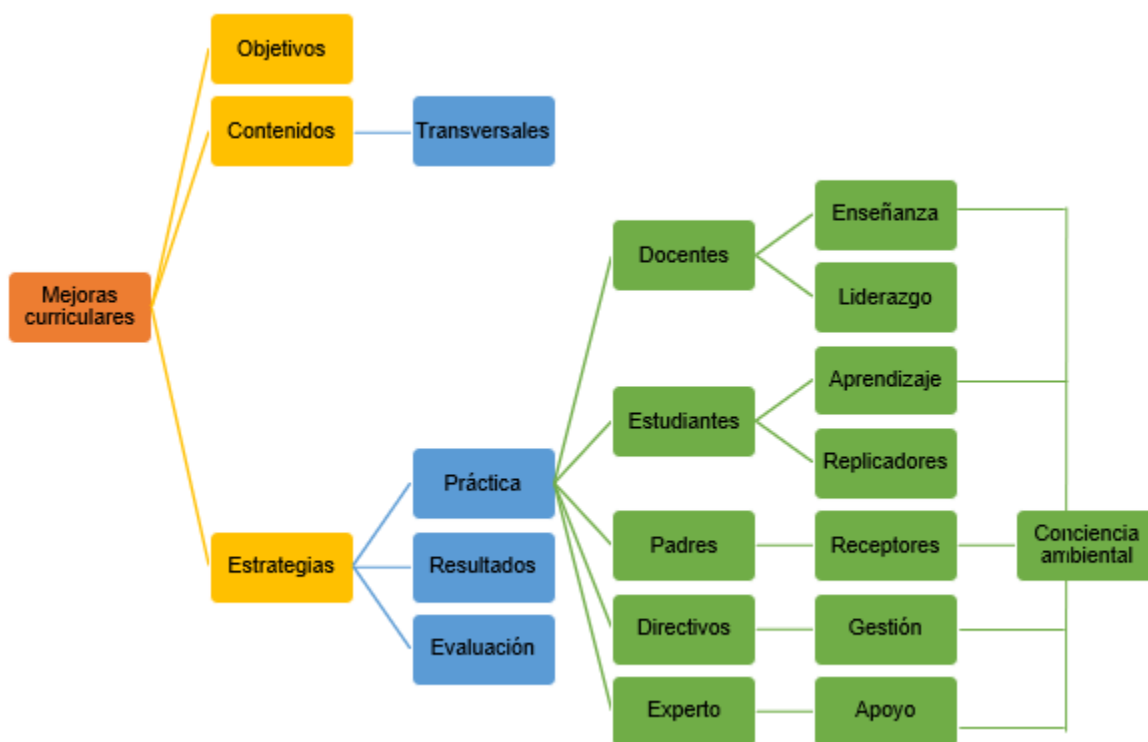 Objetivos
Contenidos
Transversales
Enseñanza
Docentes
Liderazgo
Mejoras
curriculares
Aprendizaje
Estudiantes
Replicadores
Práctica
Padres
Receptores
Conciencia
ambiental
Estrategias
Resultados
Directivos
Gestión
Evaluación
Experto
Apoyo